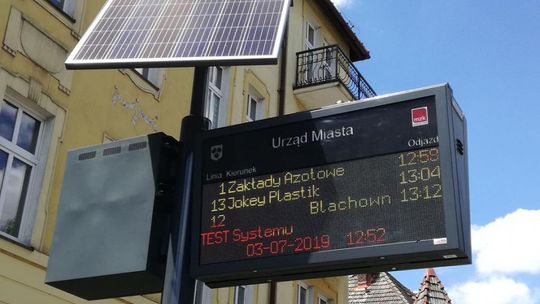 Urząd Miasta
mzk
Linia Kierunek Odjazd
1 Zakłady Azotowe 12:58
13 Jokey Plastik 13:04
12 Blachown 13:12
TEST Systemu
03-07-2019 12:52